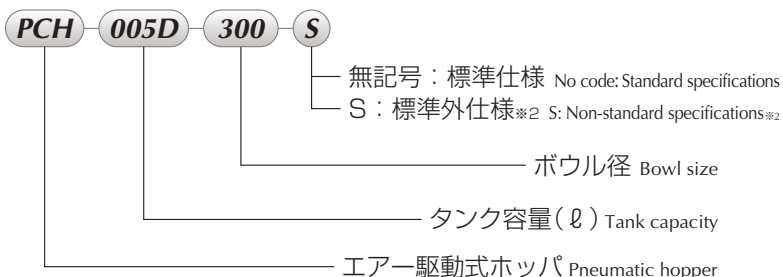 PCH 005D 300 S
無記号：標準仕様 No code: Standard specifications
S：標準外仕様※2 S: Non-standard specifications※2
ボウル径 Bowl size
タンク容量(ℓ) Tank capacity
エアー駆動式ホッパ Pneumatic hopper